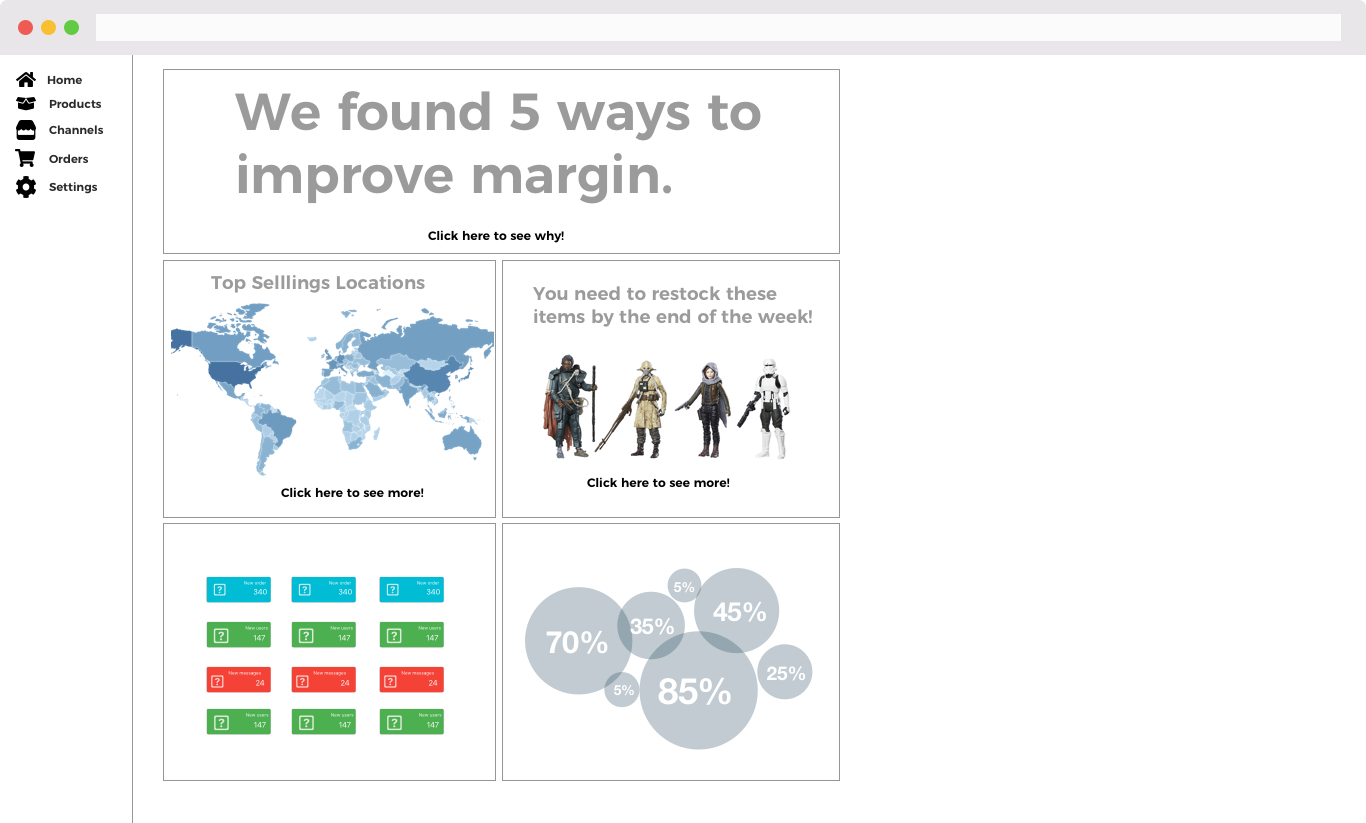 Home
Products
Channels
Orders
Settings
We found 5 ways to
improve margin.
Click here to see why!
Top Selllings Locations
Click here to see more!
You need to restock these
items by the end of the week!
Click here to see more!
New order
340
New order
340
New order
340
New users
147
New users
147
New users
147
New messages
24
New messages
24
New messages
24
New users
147
New users
147
New users
147
5%
45%
35%
70%
25%
5%
85%